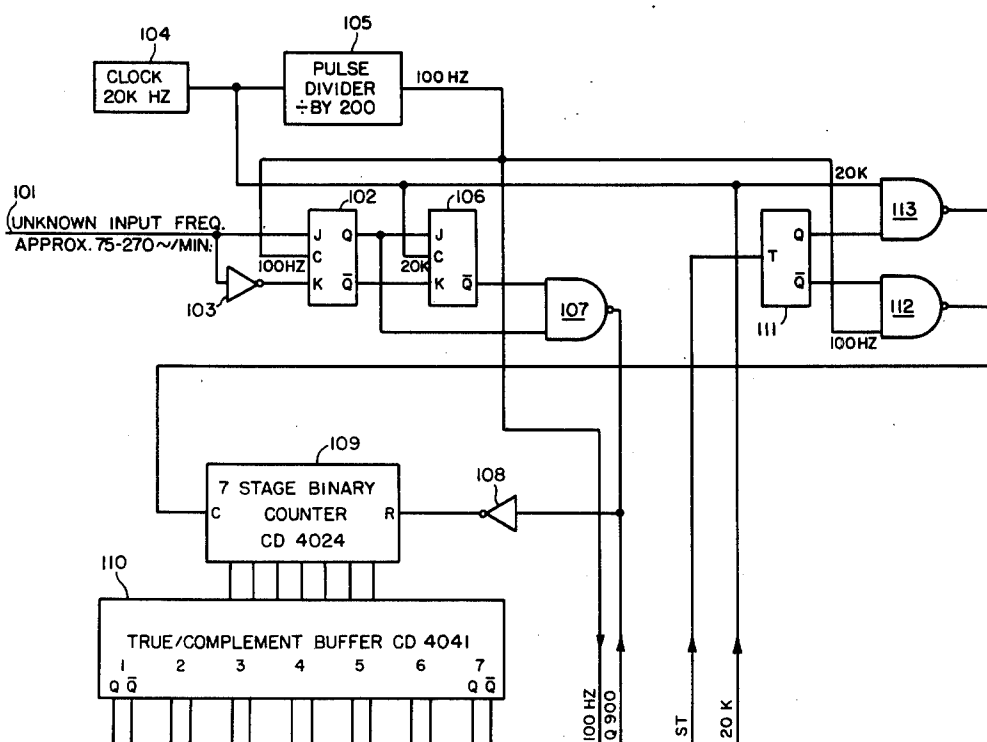 104
CLOCK
20K HZ
105
PULSE
DIVIDER
÷BY 200
100 HZ
101
UNKNOWN INPUT FREQ.
APPROX. 75-270~/MIN.
103
102
J Q
C
K Q̅
100HZ
106
J
C
K Q̅
20K
107
20K
113
Q
T
Q̅
111
112
100HZ
109
7 STAGE BINARY
C COUNTER R
CD 4024
108
110
TRUE/COMPLEMENT BUFFER CD 4041
1 2 3 4 5 6 7
Q Q̅ Q Q̅
100 HZ
Q 900
ST
20 K